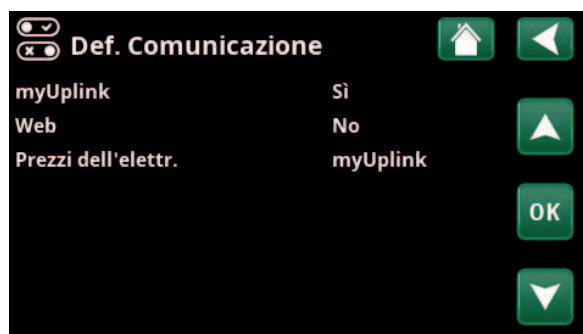 Def. Comunicazione
myUplink Sì
Web No
Prezzi dell'elettr. myUplink
OK